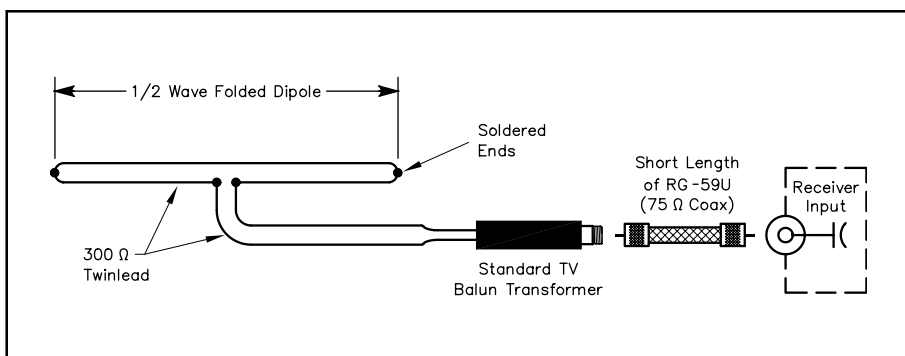 1/2 Wave Folded Dipole
Soldered
Ends
Short Length
of RG-59U
(75 Ω Coax)
Receiver
Input
300 Ω
Twinlead
Standard TV
Balun Transformer